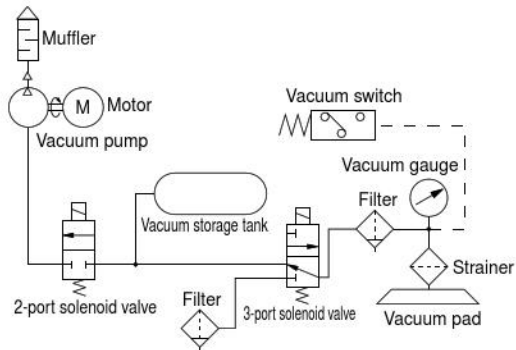 Muffler
M
Motor
Vacuum pump
Vacuum switch
Vacuum gauge
Filter
Vacuum storage tank
Strainer
2-port solenoid valve
Filter
3-port solenoid valve
Vacuum pad